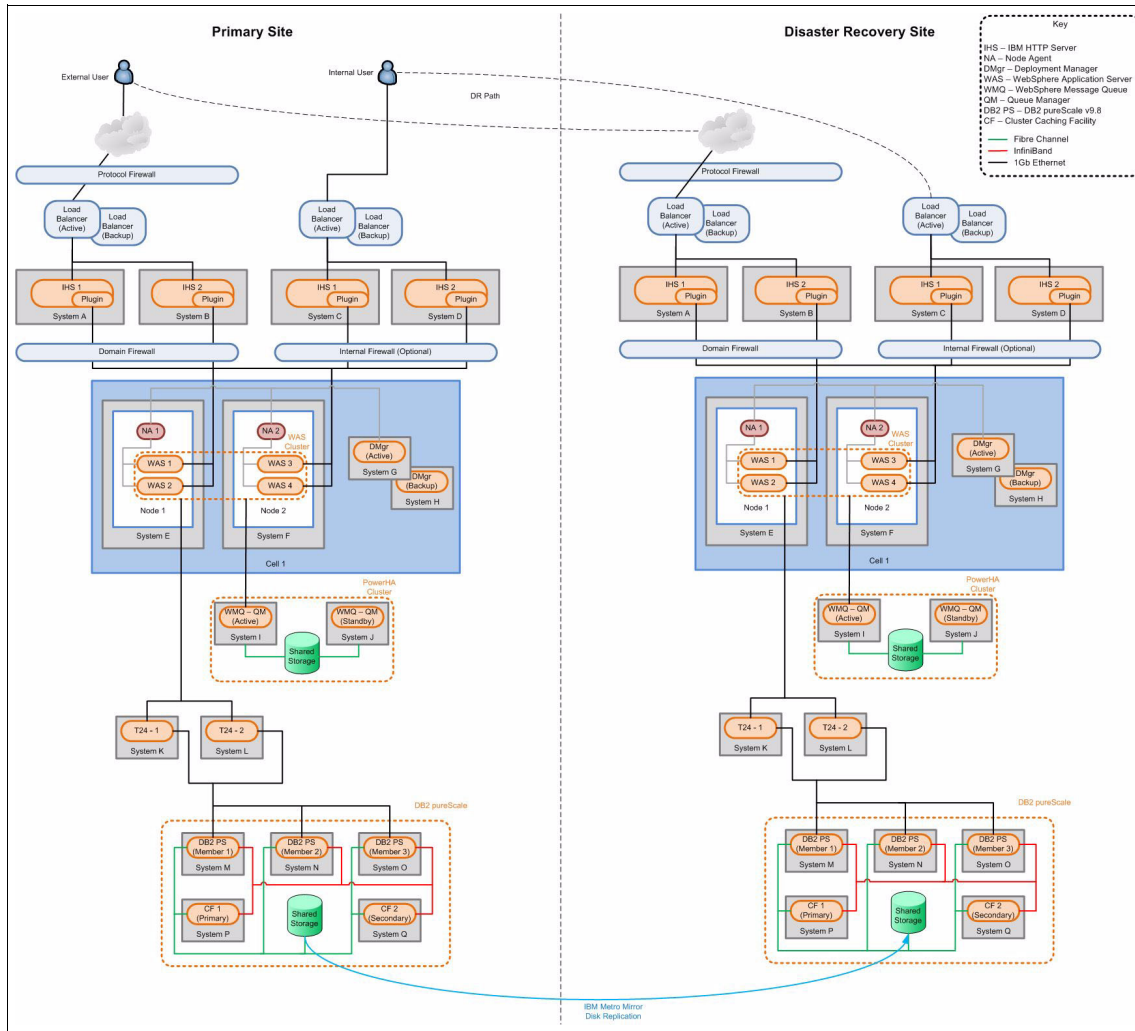 Primary Site
Disaster Recovery Site
Key
IHS – IBM HTTP Server
NA – Node Agent
DMgr – Deployment Manager
WAS – WebSphere Application Server
WMQ – WebSphere Message Queue
QM – Queue Manager
DB2 PS – DB2 pureScale v9.8
CF – Cluster Caching Facility
Fibre Channel
InfiniBand
1Gb Ethernet
External User
Internal User
DR Path
Protocol Firewall
Load
Balancer
(Active)
Load
Balancer
(Backup)
Load
Balancer
(Active)
Load
Balancer
(Backup)
IHS 1
Plugin
System A
IHS 2
Plugin
System B
IHS 1
Plugin
System C
IHS 2
Plugin
System D
Domain Firewall
Internal Firewall (Optional)
NA 1
NA 2
WAS
Cluster
WAS 1
WAS 2
WAS 3
WAS 4
Node 1
Node 2
System E
System F
DMgr
(Active)
System G
DMgr
(Backup)
System H
Cell 1
PowerHA
Cluster
WMQ – QM
(Active)
System I
WMQ – QM
(Standby)
System J
Shared
Storage
T24 - 1
System K
T24 - 2
System L
DB2 pureScale
DB2 PS
(Member 1)
System M
DB2 PS
(Member 2)
System N
DB2 PS
(Member 3)
System O
CF 1
(Primary)
System P
Shared
Storage
CF 2
(Secondary)
System Q
Protocol Firewall
Load
Balancer
(Active)
Load
Balancer
(Backup)
Load
Balancer
(Active)
Load
Balancer
(Backup)
IHS 1
Plugin
System A
IHS 2
Plugin
System B
IHS 1
Plugin
System C
IHS 2
Plugin
System D
Domain Firewall
Internal Firewall (Optional)
NA 1
NA 2
WAS
Cluster
WAS 1
WAS 2
WAS 3
WAS 4
Node 1
Node 2
System E
System F
DMgr
(Active)
System G
DMgr
(Backup)
System H
Cell 1
PowerHA
Cluster
WMQ – QM
(Active)
System I
WMQ – QM
(Standby)
System J
Shared
Storage
T24 - 1
System K
T24 - 2
System L
DB2 pureScale
DB2 PS
(Member 1)
System M
DB2 PS
(Member 2)
System N
DB2 PS
(Member 3)
System O
CF 1
(Primary)
System P
Shared
Storage
CF 2
(Secondary)
System Q
IBM Metro Mirror
Disk Replication